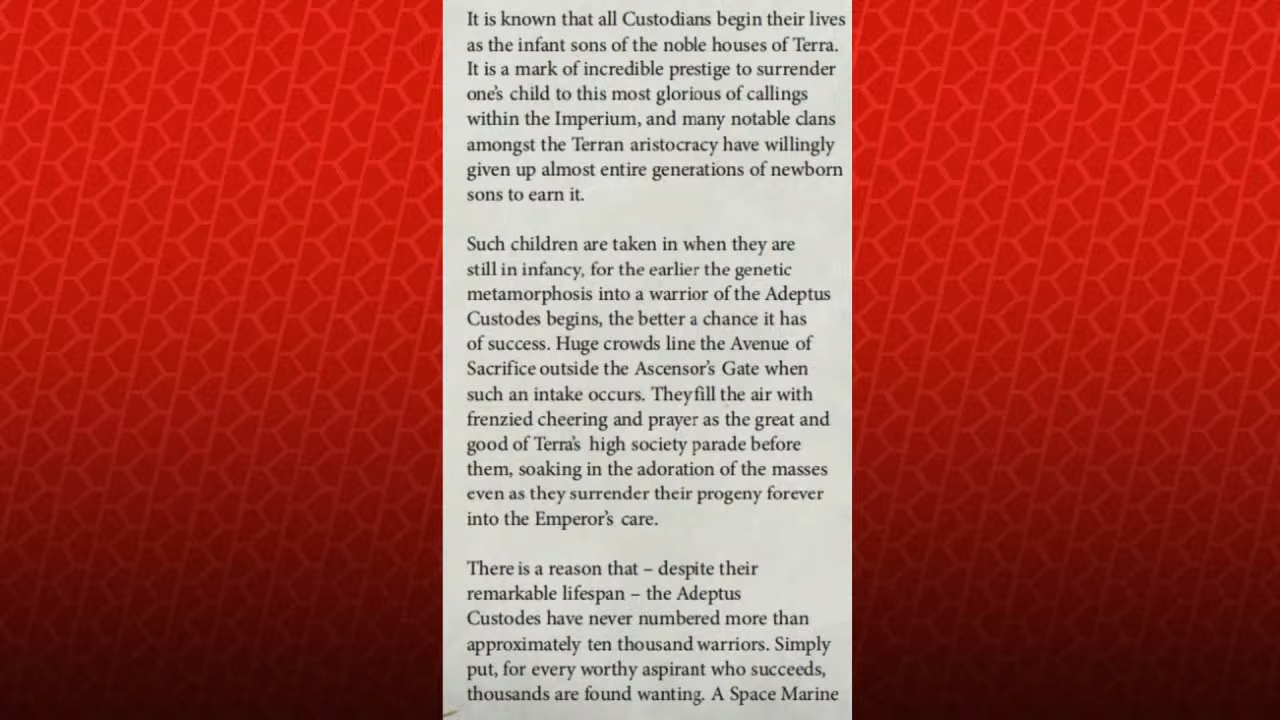 It is known that all Custodians begin their lives
as the infant sons of the noble houses of Terra.
It is a mark of incredible prestige to surrender
one's child to this most glorious of callings
within the Imperium, and many notable clans
amongst the Terran aristocracy have willingly
given up almost entire generations of newborn
sons to earn it.

Such children are taken in when they are
still in infancy, for the earlier the genetic
metamorphosis into a warrior of the Adeptus
Custodes begins, the better a chance it has
of success. Huge crowds line the Avenue of
Sacrifice outside the Ascensor's Gate when
such an intake occurs. They fill the air with
frenzied cheering and prayer as the great and
good of Terra's high society parade before
them, soaking in the adoration of the masses
even as they surrender their progeny forever
into the Emperor's care.

There is a reason that – despite their
remarkable lifespan – the Adeptus
Custodes have never numbered more than
approximately ten thousand warriors. Simply
put, for every worthy aspirant who succeeds,
thousands are found wanting. A Space Marine